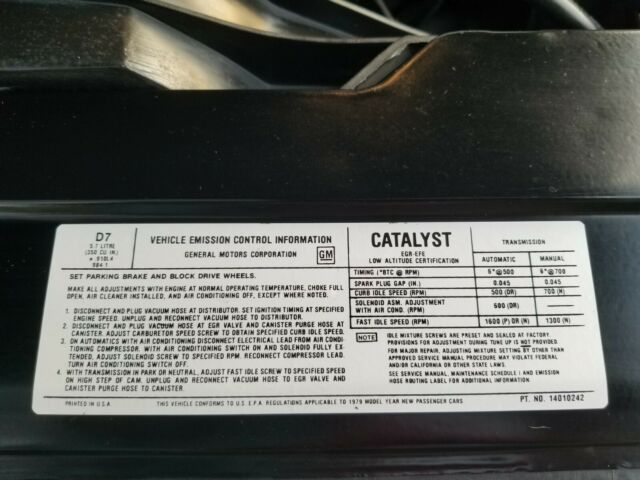 D7
5.7 LITRE
(350 CU IN.)
VEHICLE EMISSION CONTROL INFORMATION
GENERAL MOTORS CORPORATION
GM
SET PARKING BRAKE AND BLOCK DRIVE WHEELS.
MAKE ALL ADJUSTMENTS WITH ENGINE AT NORMAL OPERATING TEMPERATURE, CHOKE FULL
OPEN, AIR CLEANER INSTALLED, AND AIR CONDITIONING OFF, EXCEPT WHERE NOTED.
1. DISCONNECT AND PLUG VACUUM HOSE AT DISTRIBUTOR. SET IGNITION TIMING AT SPECIFIED
ENGINE SPEED. UNPLUG AND RECONNECT VACUUM HOSE TO DISTRIBUTOR.
2. DISCONNECT AND PLUG VACUUM HOSE AT EGR VALVE AND CANISTER PURGE HOSE AT
CANISTER. ADJUST CARBURETOR SPEED SCREW TO OBTAIN SPECIFIED CURB IDLE SPEED.
3. ON AUTOMATICS WITH AIR CONDITIONING DISCONNECT ELECTRICAL LEAD FROM AIR CONDI-
TIONING COMPRESSOR. WITH AIR CONDITIONING SWITCH ON AND SOLENOID FULLY EX-
TENDED, ADJUST SOLENOID SCREW TO SPECIFIED RPM. RECONNECT COMPRESSOR LEAD.
TURN AIR CONDITIONING SWITCH OFF.
4. WITH TRANSMISSION IN PARK OR NEUTRAL, ADJUST FAST IDLE SCREW TO SPECIFIED SPEED
ON HIGH STEP OF CAM. UNPLUG AND RECONNECT VACUUM HOSE TO EGR VALVE AND
CANISTER PURGE HOSE TO CANISTER.
CATALYST
EGR-EFE
LOW ALTITUDE CERTIFICATION
TRANSMISSION
AUTOMATIC MANUAL
TIMING (°BTC @ RPM) 6°@500 6°@700
SPARK PLUG GAP (IN.) 0.045 0.045
CURB IDLE SPEED (RPM) 500 (DR) 700 (N)
SOLENOID ASM. ADJUSTMENT
WITH AIR COND. (RPM) 600 (DR) —
FAST IDLE SPEED (RPM) 1600 (P) OR (N) 1300 (N)
NOTE IDLE MIXTURE SCREWS ARE PRESET AND SEALED AT FACTORY.
PROVISIONS FOR ADJUSTMENT DURING TUNE UP IS NOT PROVIDED.
FOR MAJOR REPAIR, ADJUSTING MIXTURE SETTING BY OTHER THAN
APPROVED SERVICE MANUAL PROCEDURE MAY VIOLATE FEDERAL
AND/OR CALIFORNIA OR OTHER STATE LAWS.
SEE SERVICE MANUAL, MAINTENANCE SCHEDULE I AND EMISSION
HOSE ROUTING LABEL FOR ADDITIONAL INFORMATION.
PRINTED IN U.S.A THIS VEHICLE CONFORMS TO U.S. E.P.A. REGULATIONS APPLICABLE TO 1979 MODEL YEAR NEW PASSENGER CARS PT. NO. 14010242